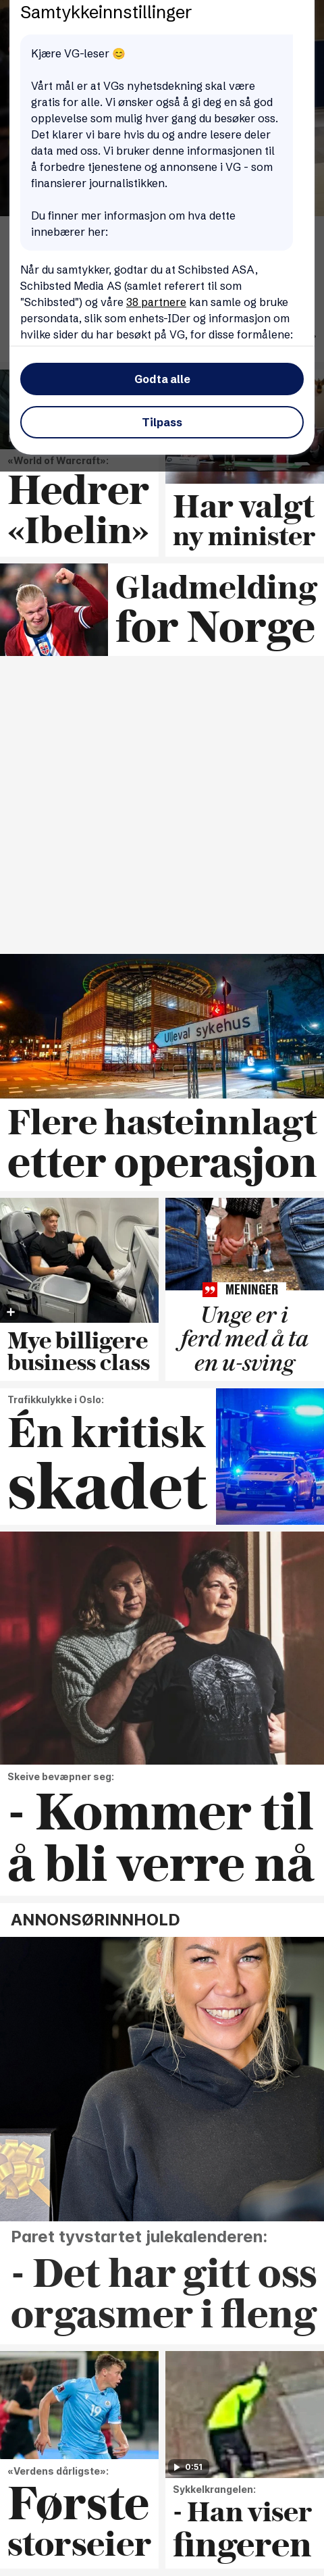 Samtykkeinnstillinger
Kjære VG-leser 😊
Vårt mål er at VGs nyhetsdekning skal være
gratis for alle. Vi ønsker også å gi deg en så god
opplevelse som mulig hver gang du besøker oss.
Det klarer vi bare hvis du og andre lesere deler
data med oss. Vi bruker denne informasjonen til
å forbedre tjenestene og annonsene i VG - som
finansierer journalistikken.
Du finner mer informasjon om hva dette
innebærer her:
Når du samtykker, godtar du at Schibsted ASA,
Schibsted Media AS (samlet referert til som
"Schibsted") og våre 38 partnere kan samle og bruke
persondata, slik som enhets-IDer og informasjon om
hvilke sider du har besøkt på VG, for disse formålene:
Godta alle
Tilpass
«World of Warcraft»:
Hedrer
«Ibelin»
Har valgt
ny minister
Gladmelding
for Norge
Ullevål sykehus
Flere hasteinnlagt
etter operasjon
Mye billigere
business class
MENINGER
Unge er i
ferd med å ta
en u-sving
Trafikkulykke i Oslo:
Én kritisk
skadet
Skeive bevæpner seg:
- Kommer til
å bli verre nå
ANNONSØRINNHOLD
Paret tyvstartet julekalenderen:
- Det har gitt oss
orgasmer i fleng
«Verdens dårligste»:
Første
storseier
0:51
Sykkelkrangelen:
- Han viser
fingeren